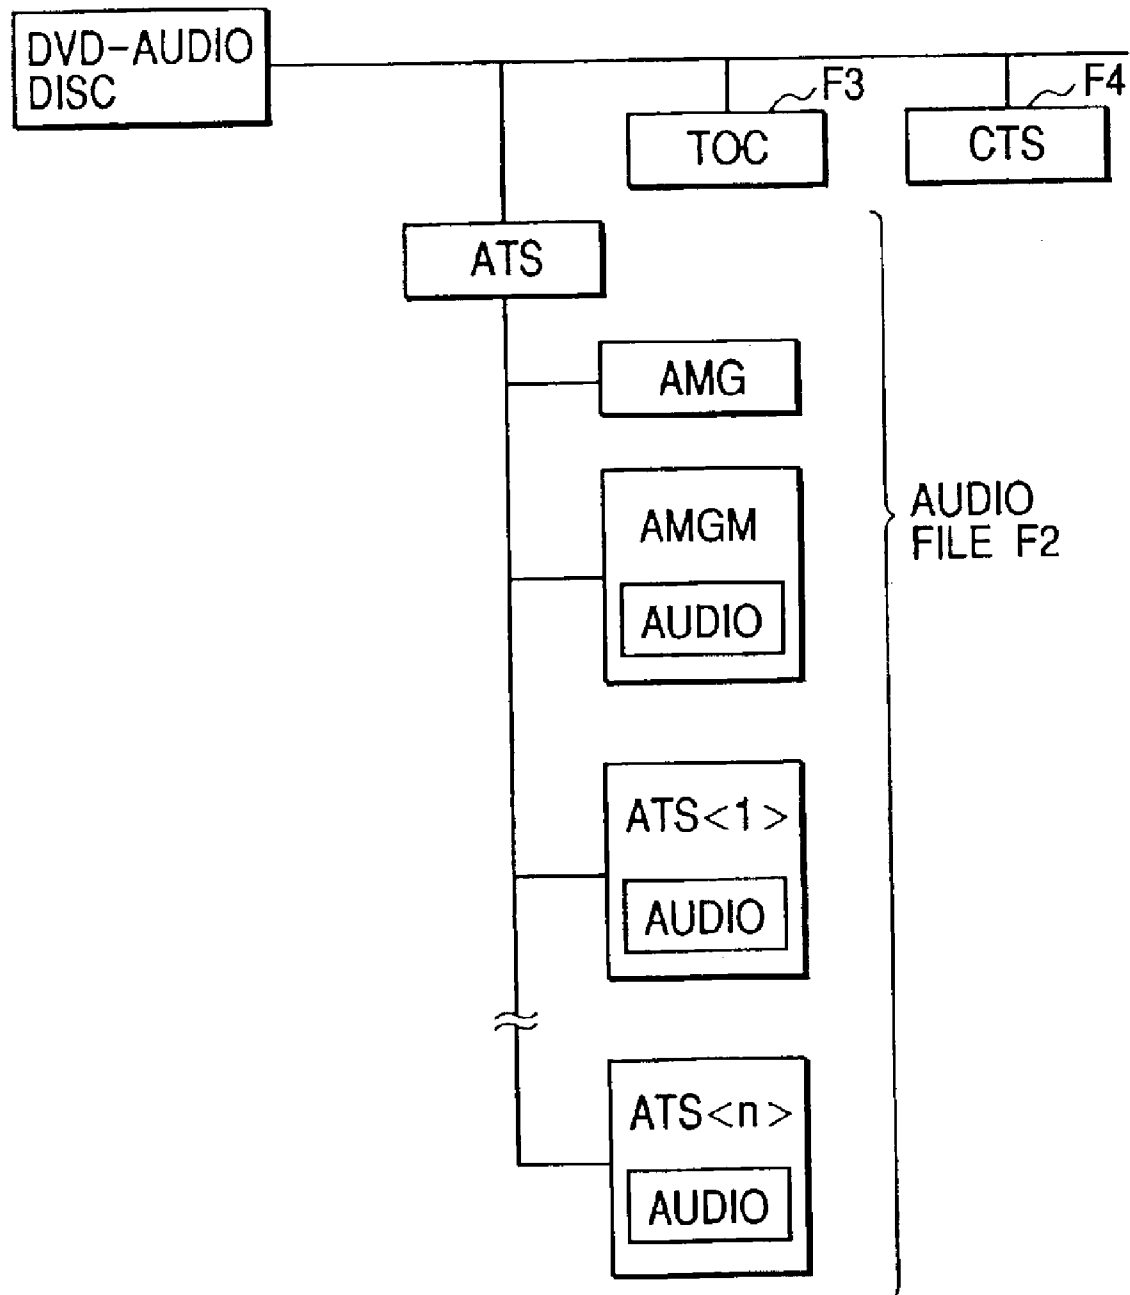 DVD-AUDIO
DISC
F3
F4
TOC
CTS
ATS
AMG
AMGM
AUDIO
AUDIO
FILE F2
ATS<1>
AUDIO
ATS<n>
AUDIO